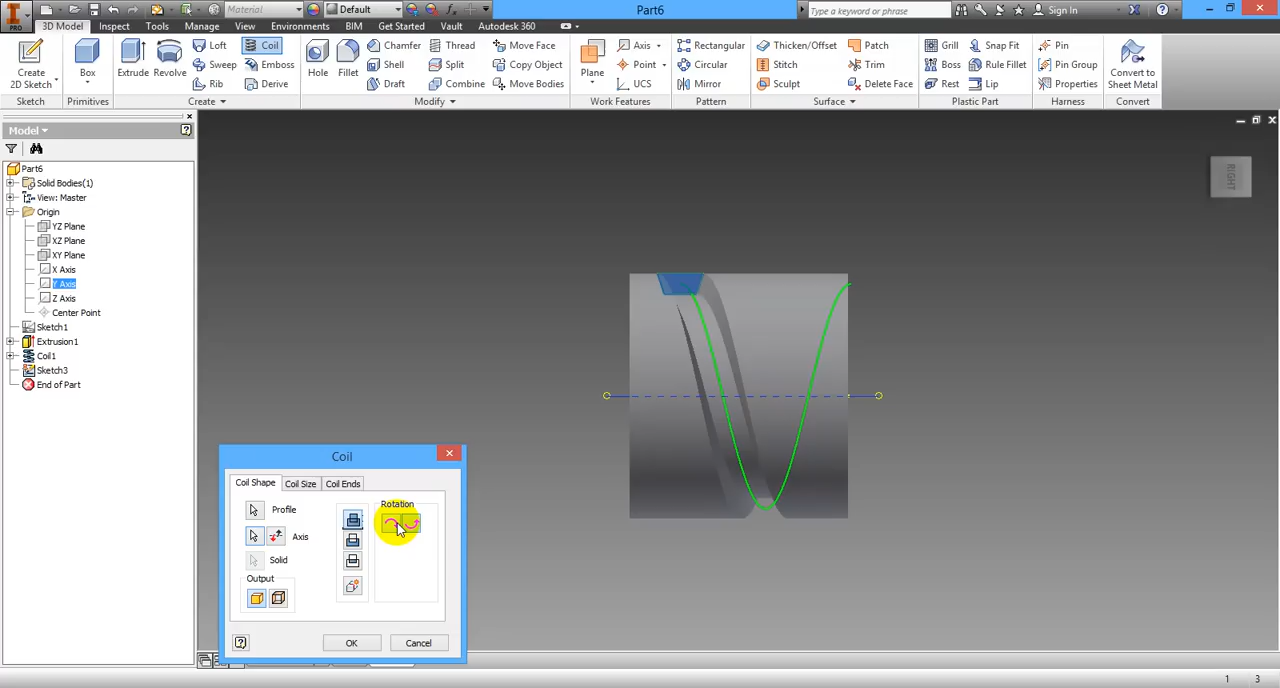 Material
Default
Part6
Type a keyword or phrase
Sign In
PRO
3D Model
Inspect
Tools
Manage
View
Environments
BIM
Get Started
Vault
Autodesk 360
Create
2D Sketch
Box
Extrude
Revolve
Loft
Sweep
Rib
Coil
Emboss
Derive
Hole
Fillet
Chamfer
Shell
Draft
Thread
Split
Combine
Move Face
Copy Object
Move Bodies
Plane
Axis
Point
UCS
Rectangular
Circular
Mirror
Thicken/Offset
Stitch
Sculpt
Patch
Trim
Delete Face
Grill
Boss
Rest
Snap Fit
Rule Fillet
Lip
Pin
Pin Group
Properties
Convert to
Sheet Metal
Sketch
Primitives
Create
Modify
Work Features
Pattern
Surface
Plastic Part
Harness
Convert
Model
Part6
Solid Bodies(1)
View: Master
Origin
YZ Plane
XZ Plane
XY Plane
X Axis
Y Axis
Z Axis
Center Point
Sketch1
Extrusion1
Coil1
Sketch3
End of Part
RIGHT
Coil
Coil Shape
Coil Size
Coil Ends
Profile
Axis
Solid
Output
Rotation
OK
Cancel
1
3